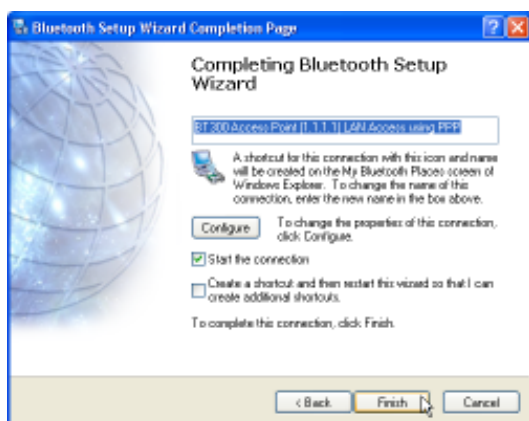 Bluetooth Setup Wizard Completion Page
Completing Bluetooth Setup
Wizard
BT300 Access Point [1.1.1.1] LAN Access using PPP
A shortcut for this connection with this icon and name
will be created on the My Bluetooth Places screen of
Windows Explorer. To change the name of this
connection, enter the new name in the box above.
Configure
To change the properties of this connection,
click Configure.
Start the connection
Create a shortcut and then restart this wizard so that I can
create additional shortcuts.
To complete this connection, click Finish.
< Back
Finish
Cancel